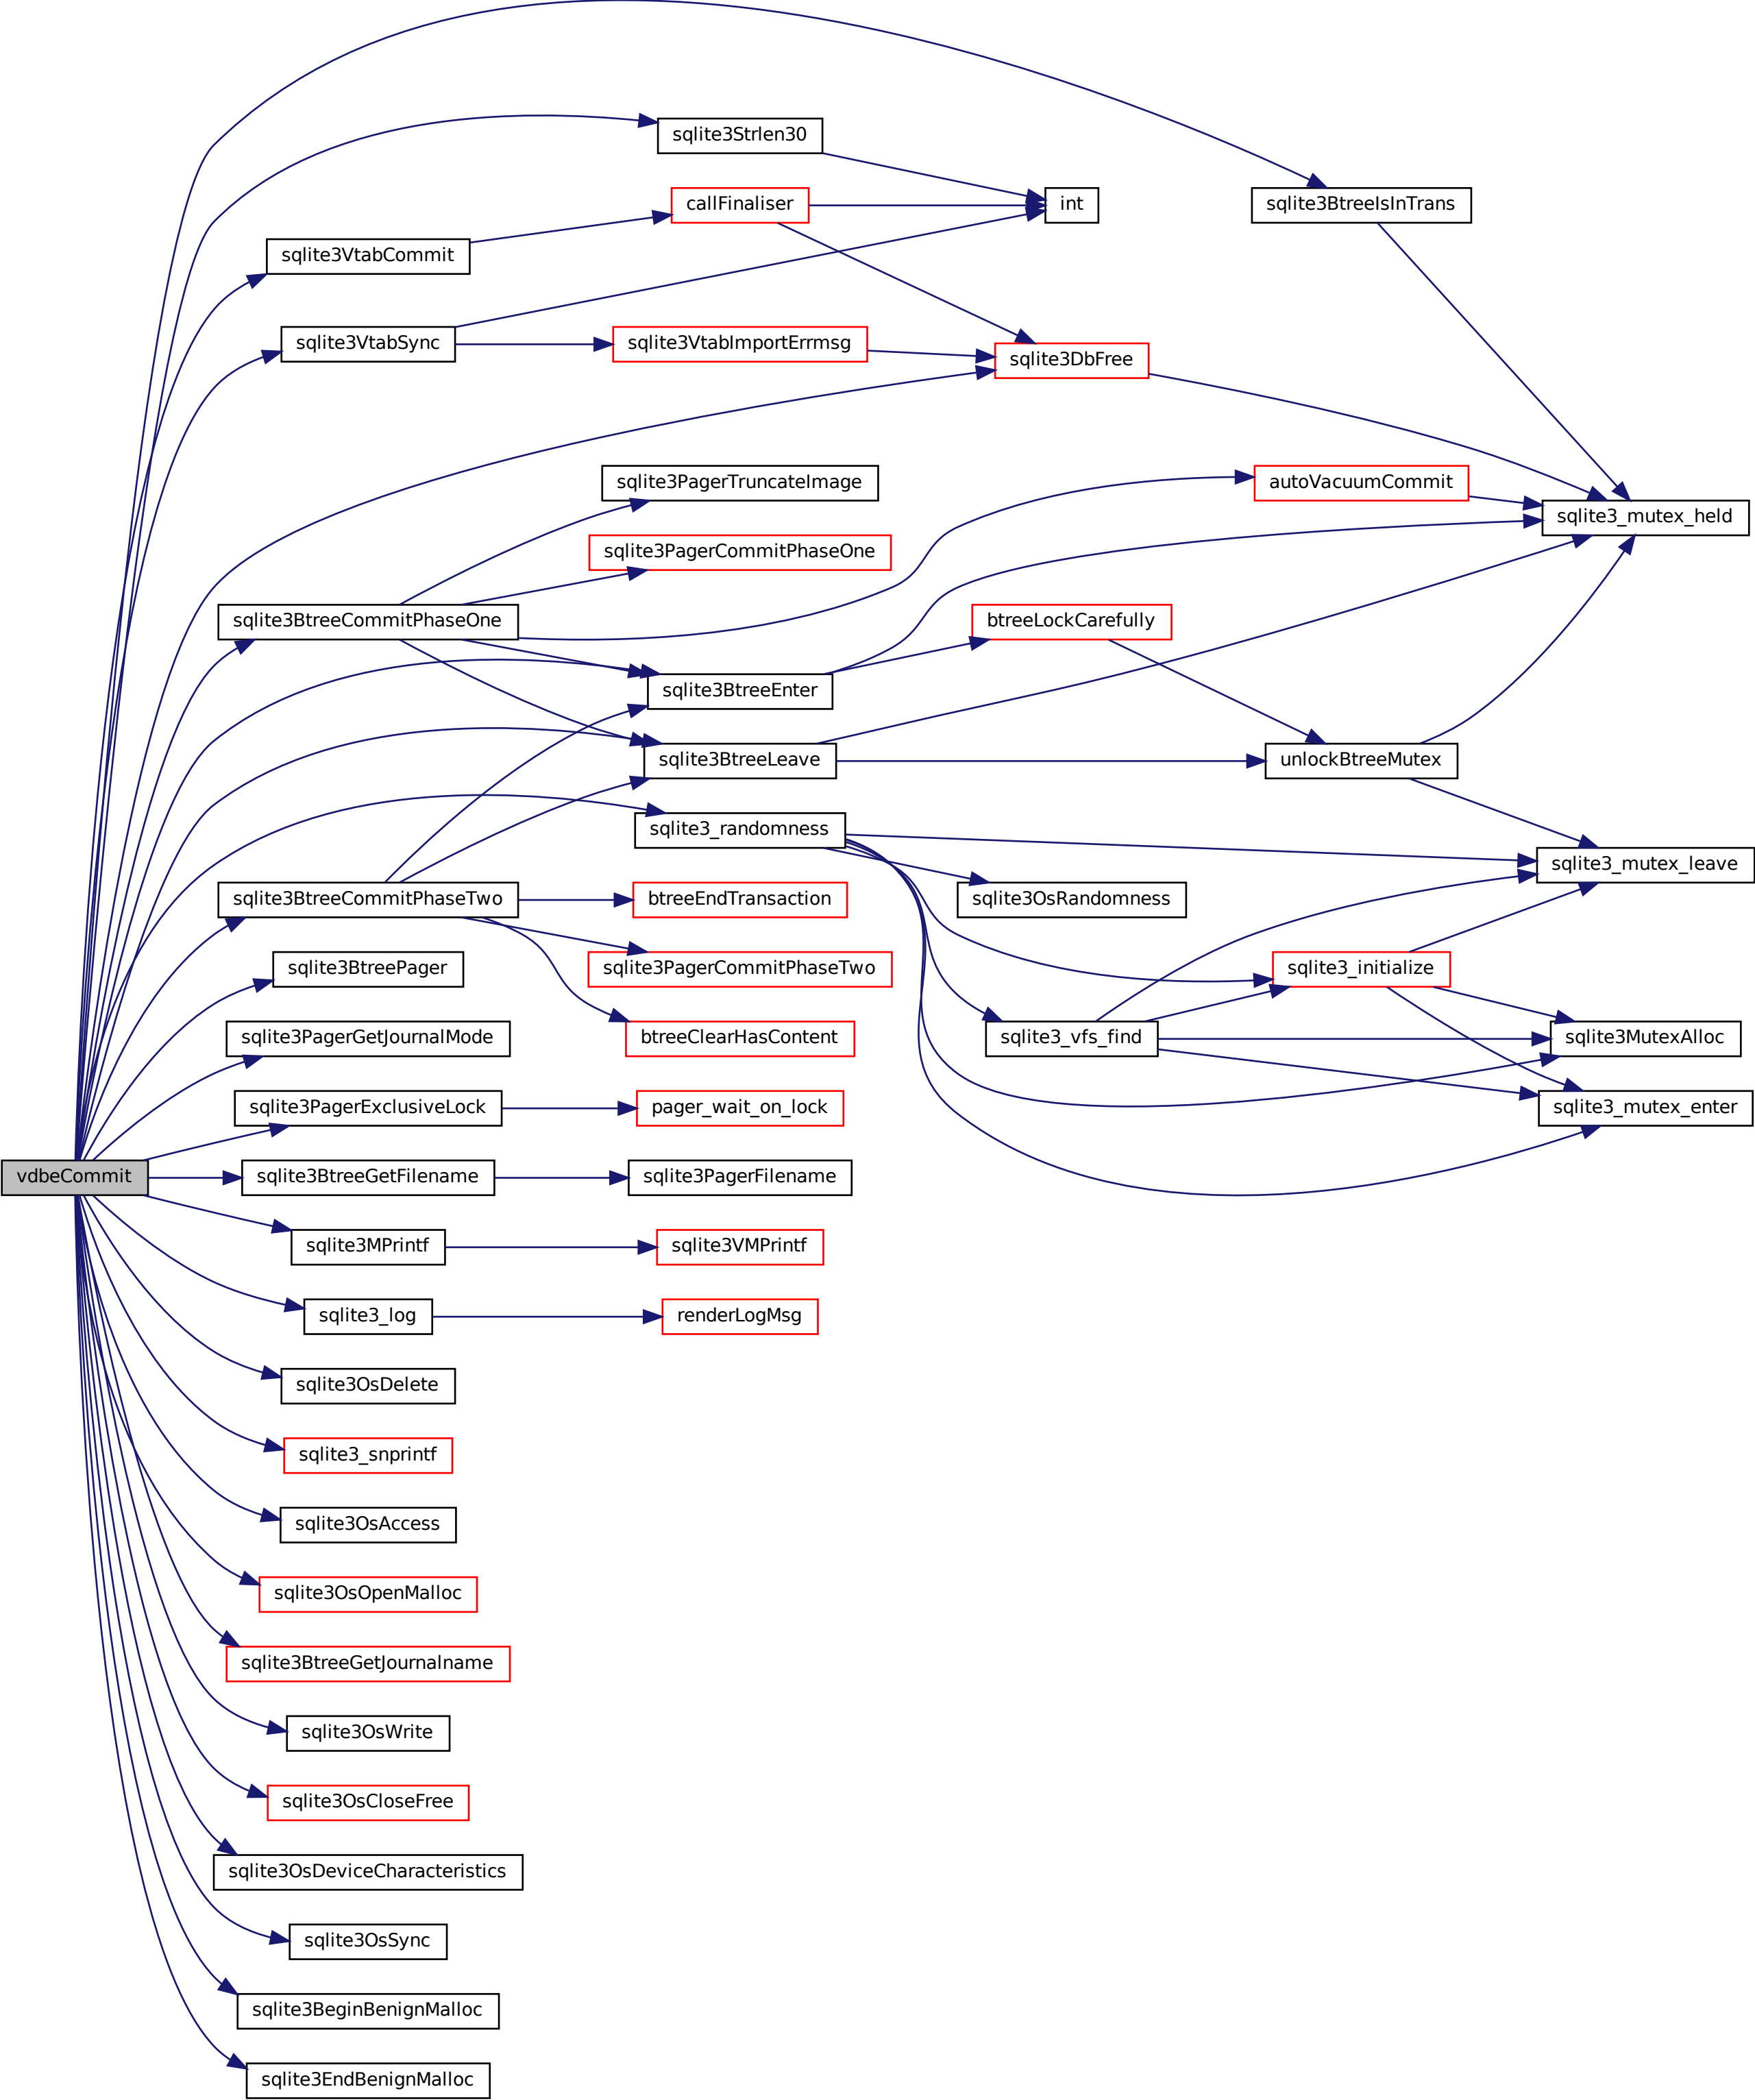 sqlite3Strlen30
callFinaliser
int
sqlite3BtreeIsInTrans
sqlite3VtabCommit
sqlite3VtabSync
sqlite3VtabImportErrmsg
sqlite3DbFree
sqlite3PagerTruncateImage
autoVacuumCommit
sqlite3_mutex_held
sqlite3PagerCommitPhaseOne
sqlite3BtreeCommitPhaseOne
btreeLockCarefully
sqlite3BtreeEnter
sqlite3BtreeLeave
unlockBtreeMutex
sqlite3_randomness
sqlite3_mutex_leave
sqlite3BtreeCommitPhaseTwo
btreeEndTransaction
sqlite3OsRandomness
sqlite3BtreePager
sqlite3PagerCommitPhaseTwo
sqlite3_initialize
sqlite3PagerGetJournalMode
btreeClearHasContent
sqlite3_vfs_find
sqlite3MutexAlloc
sqlite3PagerExclusiveLock
pager_wait_on_lock
sqlite3_mutex_enter
vdbeCommit
sqlite3BtreeGetFilename
sqlite3PagerFilename
sqlite3MPrintf
sqlite3VMPrintf
sqlite3_log
renderLogMsg
sqlite3OsDelete
sqlite3_snprintf
sqlite3OsAccess
sqlite3OsOpenMalloc
sqlite3BtreeGetJournalname
sqlite3OsWrite
sqlite3OsCloseFree
sqlite3OsDeviceCharacteristics
sqlite3OsSync
sqlite3BeginBenignMalloc
sqlite3EndBenignMalloc